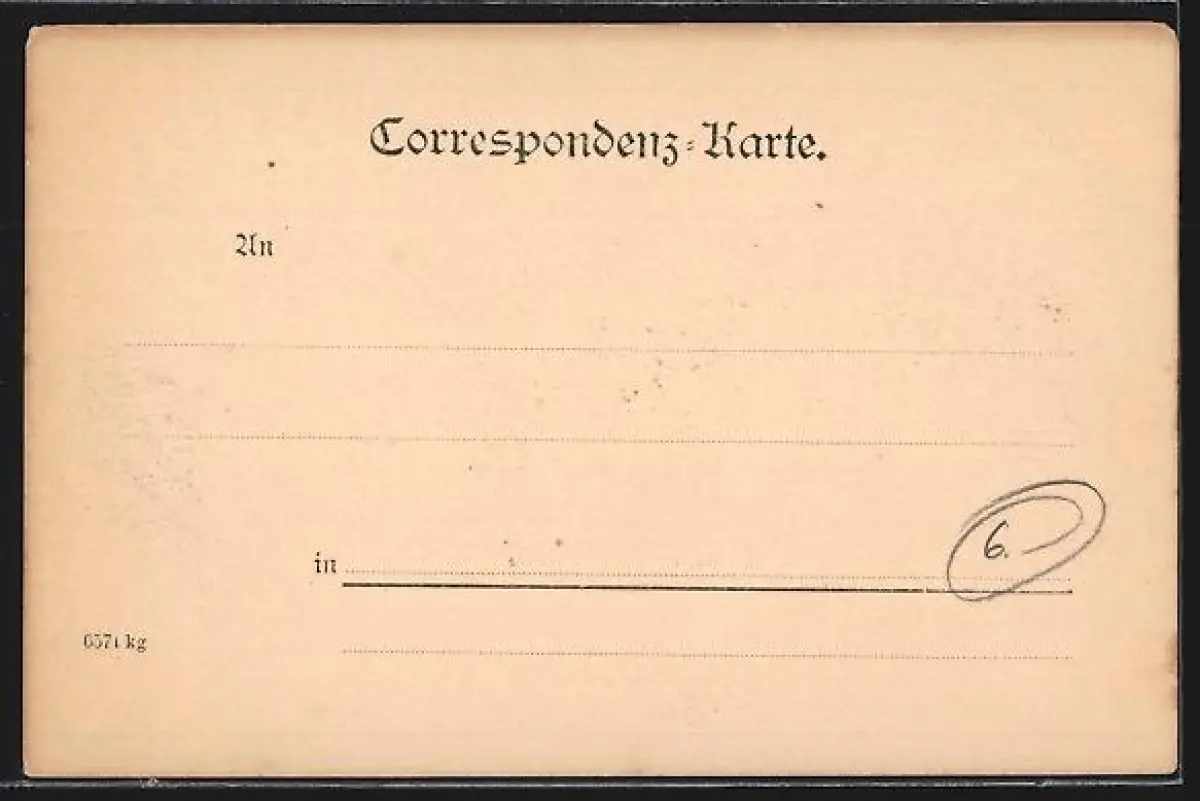 Correspondenz-Karte.
An
6.
in
6571 kg